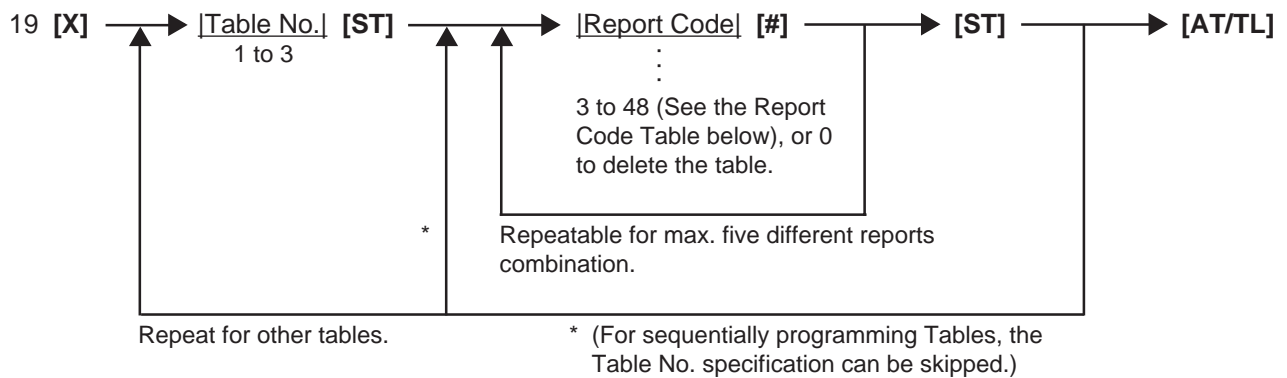 19 [X] |Table No.| [ST] |Report Code| [#] [ST] [AT/TL]
1 to 3
3 to 48 (See the Report
Code Table below), or 0
to delete the table.
* Repeatable for max. five different reports
combination.
Repeat for other tables.
* (For sequentially programming Tables, the
Table No. specification can be skipped.)